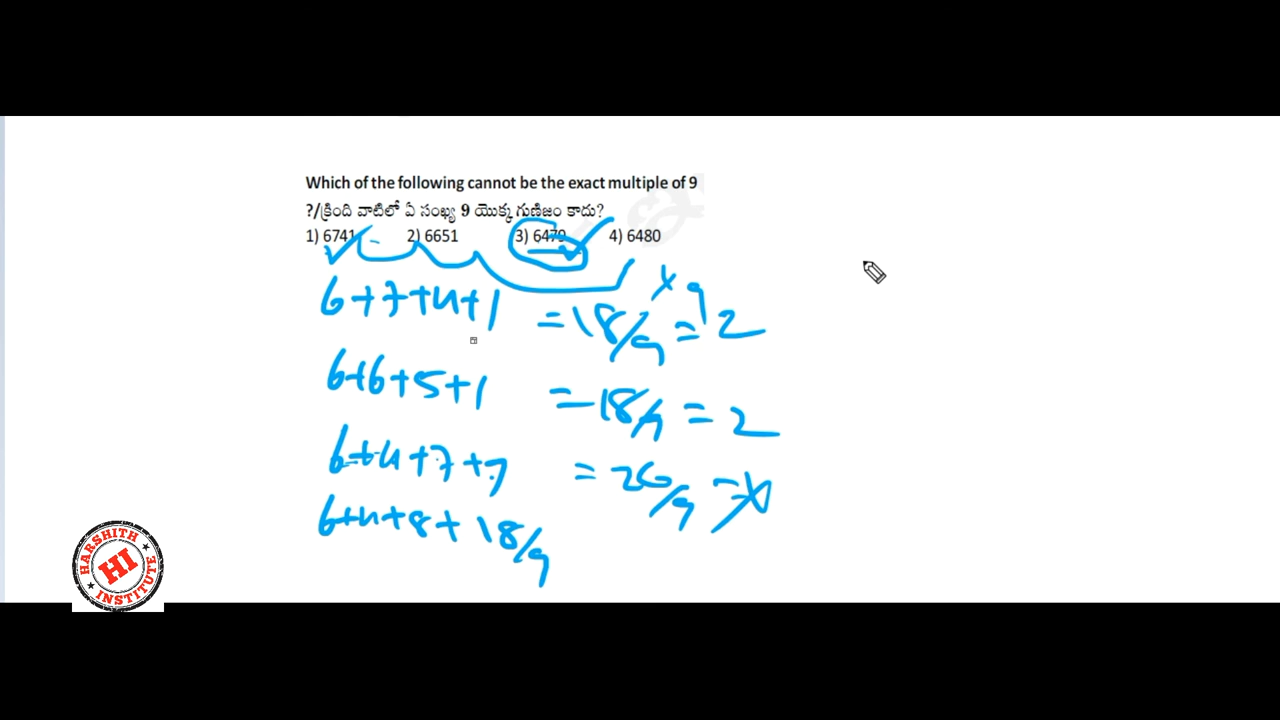 Which of the following cannot be the exact multiple of 9
?/క్రింది వాటిలో ఏ సంఖ్య 9 యొక్క గుణిజం కాదు?
1) 6741 2) 6651 3) 6479 4) 6480
6+7+4+1 = 18/9 = 2
6+6+5+1 = 18/9 = 2
6+4+7+9 = 26/9 =
6+4+8+ 18/9
HARSHITH
HI
INSTITUTE